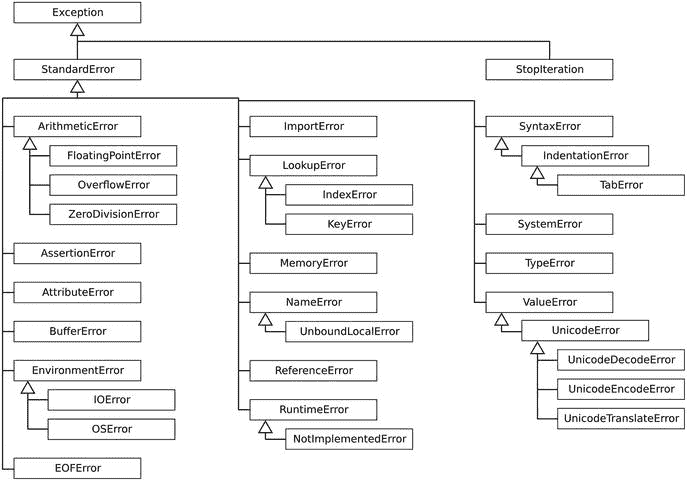 Exception
StandardError
StopIteration
ArithmeticError
FloatingPointError
OverflowError
ZeroDivisionError
AssertionError
AttributeError
BufferError
EnvironmentError
IOError
OSError
EOFError
ImportError
LookupError
IndexError
KeyError
MemoryError
NameError
UnboundLocalError
ReferenceError
RuntimeError
NotImplementedError
SyntaxError
IndentationError
TabError
SystemError
TypeError
ValueError
UnicodeError
UnicodeDecodeError
UnicodeEncodeError
UnicodeTranslateError